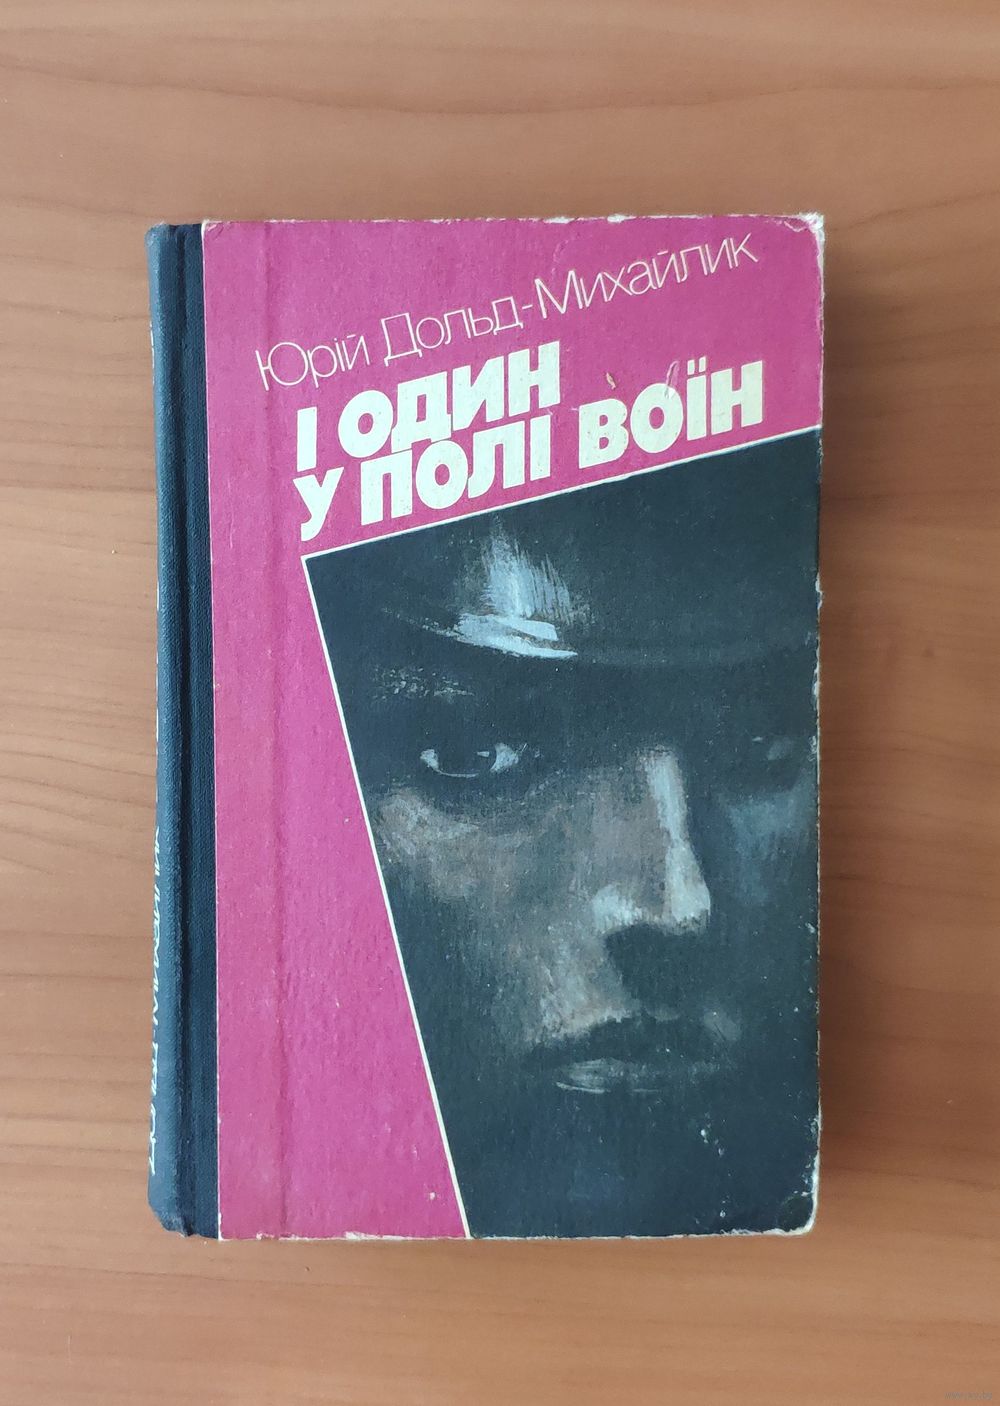 Юрій Дольд-Михайлик
І ОДИН
У ПОЛІ ВОЇН